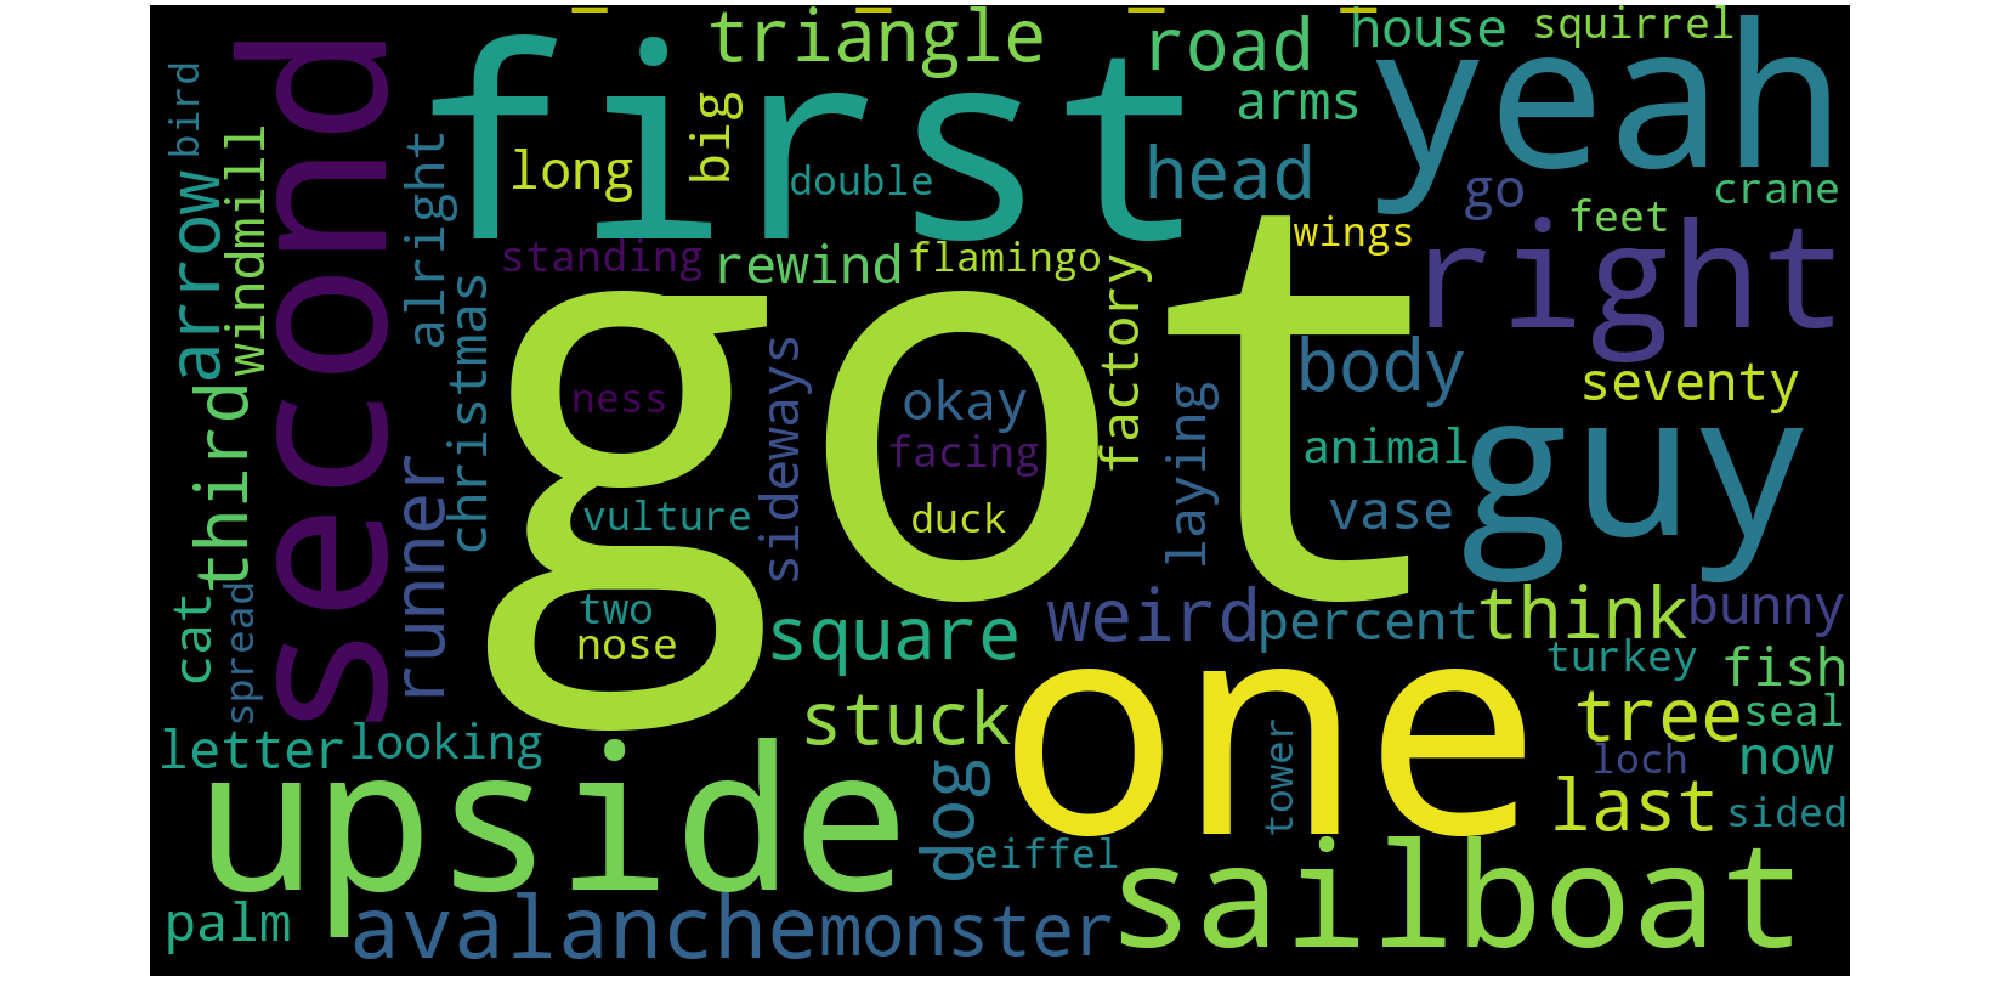 triangle
road
house
squirrel
first
yeah
second
bird
windmill
arrow
alright
long
big
double
arms
head
go
crane
feet
wings
standing
rewind
flamingo
right
got
factory
christmas
sideways
ness
okay
facing
laying
body
seventy
animal
guy
third
runner
vulture
duck
vase
cat
spread
two
nose
square
weird
percent
think
bunny
turkey
fish
one
letter
looking
stuck
tree
seal
tower
loch
now
upside
dog
last
sided
eiffel
sailboat
palm
avalanche
monster